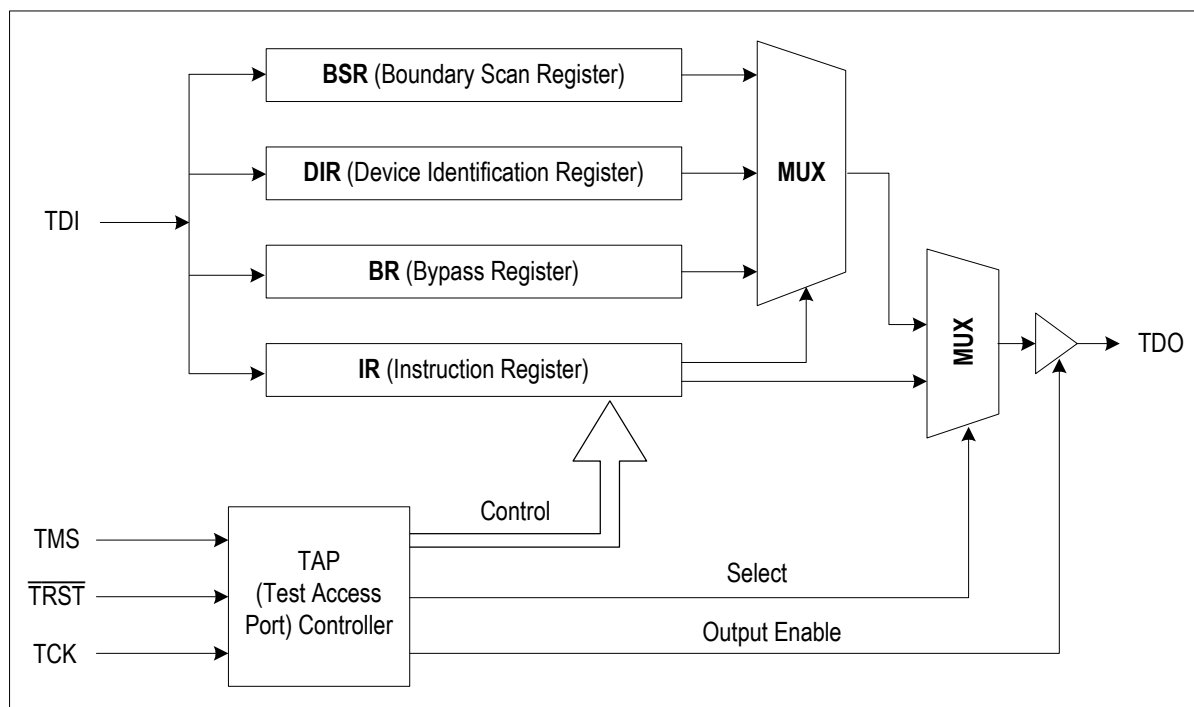 BSR (Boundary Scan Register)
DIR (Device Identification Register)
MUX
TDI
BR (Bypass Register)
MUX
TDO
IR (Instruction Register)
Control
TMS
TAP
(Test Access
Port) Controller
TRST
Select
TCK
Output Enable